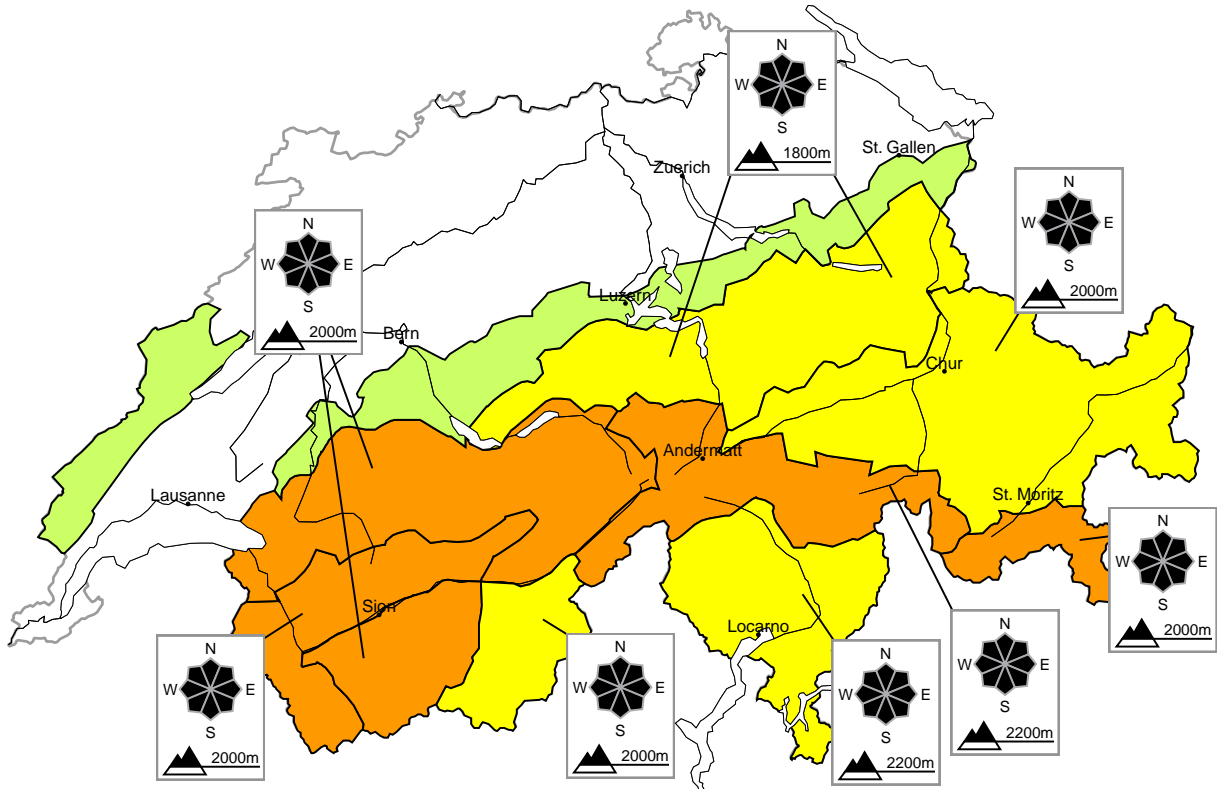 N
W E
S
1800m
St. Gallen
Zuerich
N
W E
S
2000m
N
W E
S
2000m
Luzern
Bern
Chur
Andermatt
Lausanne
St. Moritz
N
W E
S
2000m
Sion
Locarno
N
W E
S
2000m
N
W E
S
2000m
N
W E
S
2200m
N
W E
S
2200m